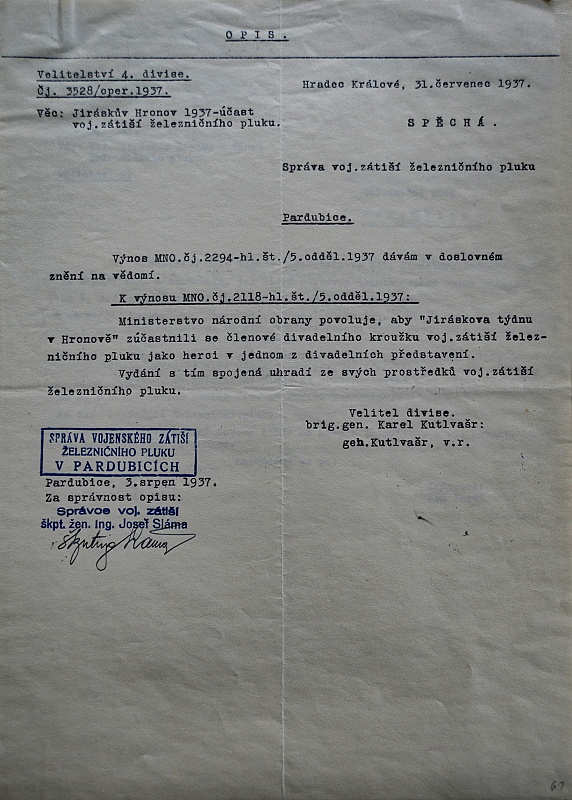 OPIS.
Velitelství 4. divise.
Čj. 3528/oper.1937.
Hradec Králové, 31.červenec 1937.
Věc: Jiráskův Hronov 1937-účast
voj.zátiší železničního pluku.
SPĚCHÁ.
Správa voj.zátiší železničního pluku
Pardubice.
Výnos MNO.čj.2294-hl.št./5.odděl.1937 dávám v doslovném
znění na vědomí.
K výnosu MNO.čj.2118-hl.št./5.odděl.1937:
Ministerstvo národní obrany povoluje, aby "Jiráskova týdnu
v Hronově" zúčastnili se členové divadelního kroužku voj.zátiší želez-
ničního pluku jako herci v jednom z divadelních představení.
Vydání s tím spojená uhradí ze svých prostředků voj.zátiší
železničního pluku.
Velitel divise.
brig.gen. Karel Kutlvašr:
geh.Kutlvašr, v.r.
SPRÁVA VOJENSKÉHO ZÁTIŠÍ
ŽELEZNIČNÍHO PLUKU
V PARDUBICÍCH
Pardubice, 3.srpen 1937.
Za správnost opisu:
Správce voj. zátiší
škpt. žen. ing. Josef Sláma